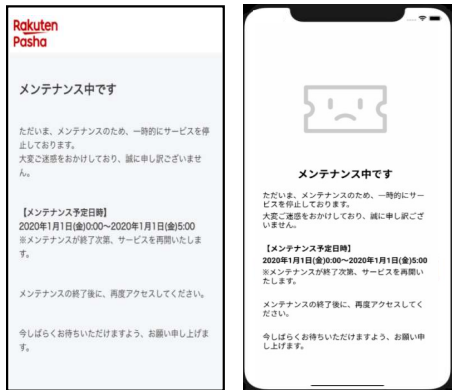 Rakuten
Pasha
メンテナンス中です
ただいま、メンテナンスのため、一時的にサービスを停
止しております。
大変ご迷惑をおかけしており、誠に申し訳ございませ
ん。
【メンテナンス予定日時】
2020年1月1日(金)0:00〜2020年1月1日(金)5:00
※メンテナンスが終了次第、サービスを再開いたしま
す。
メンテナンスの終了後に、再度アクセスしてください。
今しばらくお待ちいただけますよう、お願い申し上げま
す。
メンテナンス中です
ただいま、メンテナンスのため、一時的にサー
ビスを停止しております。
大変ご迷惑をおかけしており、誠に申し訳ござ
いません。
【メンテナンス予定日時】
2020年1月1日(金)0:00〜2020年1月1日(金)5:00
※メンテナンスが終了次第、サービスを再開い
たします。
メンテナンスの終了後に、再度アクセスしてく
ださい。
今しばらくお待ちいただけますよう、お願い申
し上げます。